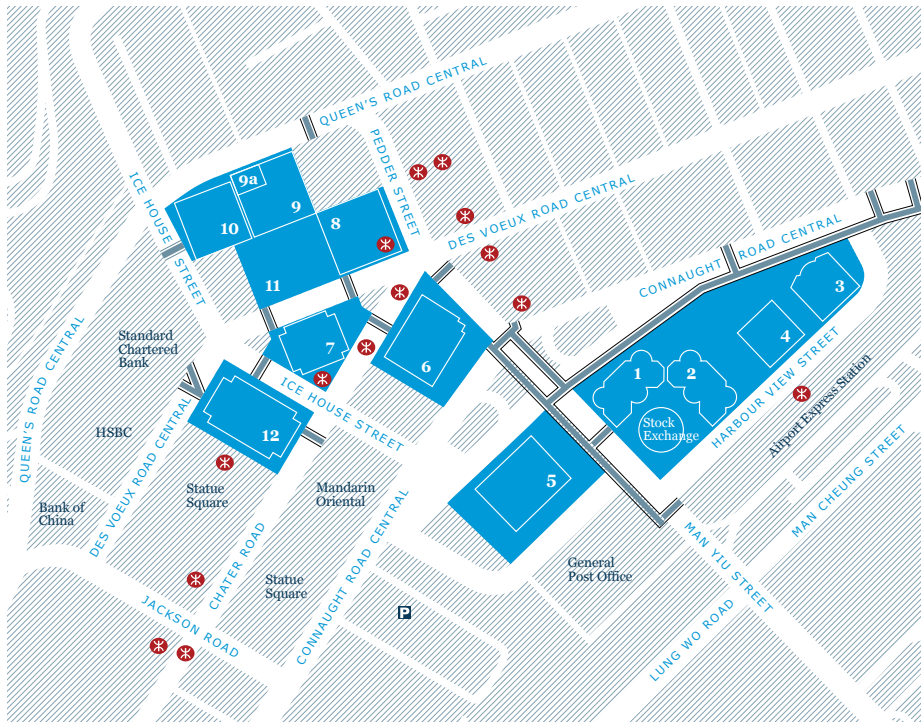 QUEEN'S ROAD CENTRAL
PEDDER STREET
ICE HOUSE STREET
9a
9
10
8
11
DES VOEUX ROAD CENTRAL
CONNAUGHT ROAD CENTRAL
3
4
7
6
1
2
Stock
Exchange
HARBOUR VIEW STREET
Airport Express Station
Standard
Chartered
Bank
QUEEN'S ROAD CENTRAL
HSBC
DES VOEUX ROAD CENTRAL
12
ICE HOUSE STREET
5
MAN CHEUNG STREET
Bank of
China
Statue
Square
Mandarin
Oriental
CHATER ROAD
CONNAUGHT ROAD CENTRAL
General
Post Office
MAN YIU STREET
Statue
Square
JACKSON ROAD
P
LUNG WO ROAD